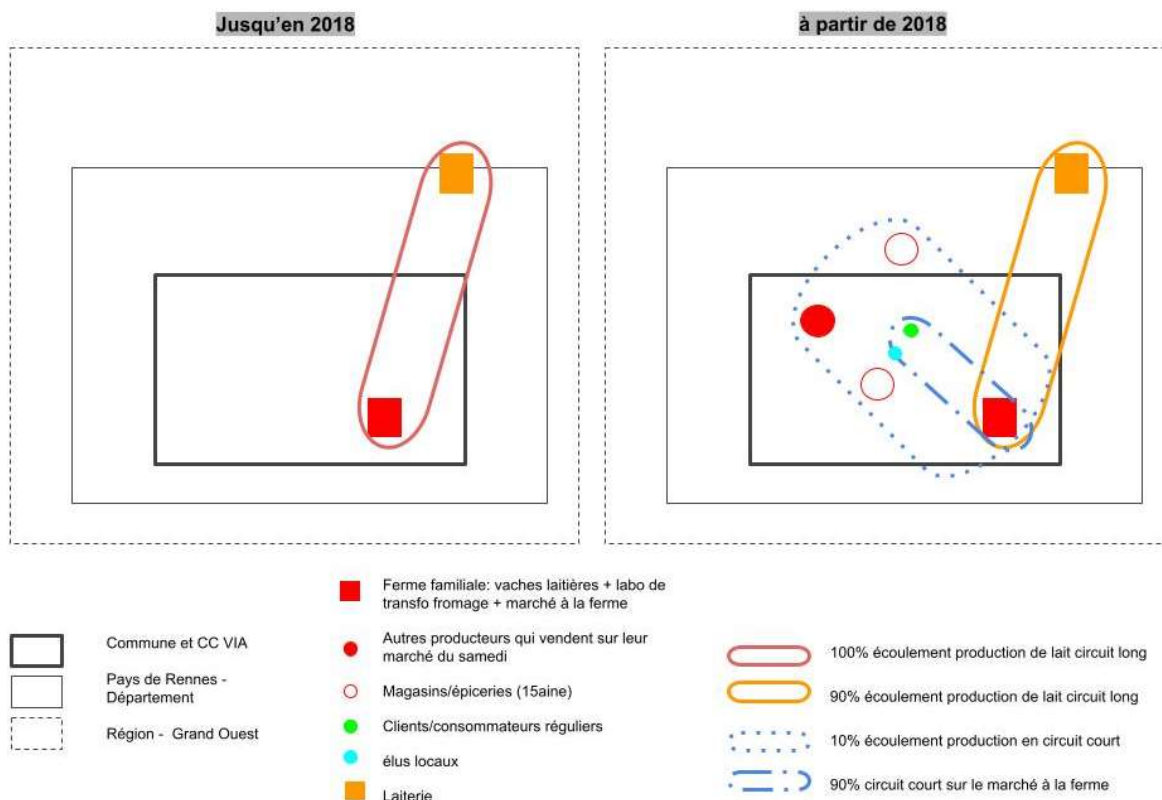 Jusqu'en 2018
à partir de 2018
Commune et CC VIA
Pays de Rennes -
Département
Région - Grand Ouest
Ferme familiale: vaches laitières + labo de
transfo fromage + marché à la ferme
Autres producteurs qui vendent sur leur
marché du samedi
Magasins/épiceries (15aine)
Clients/consommateurs réguliers
élus locaux
Laiterie
100% écoulement production de lait circuit long
90% écoulement production de lait circuit long
10% écoulement production en circuit court
90% circuit court sur le marché à la ferme